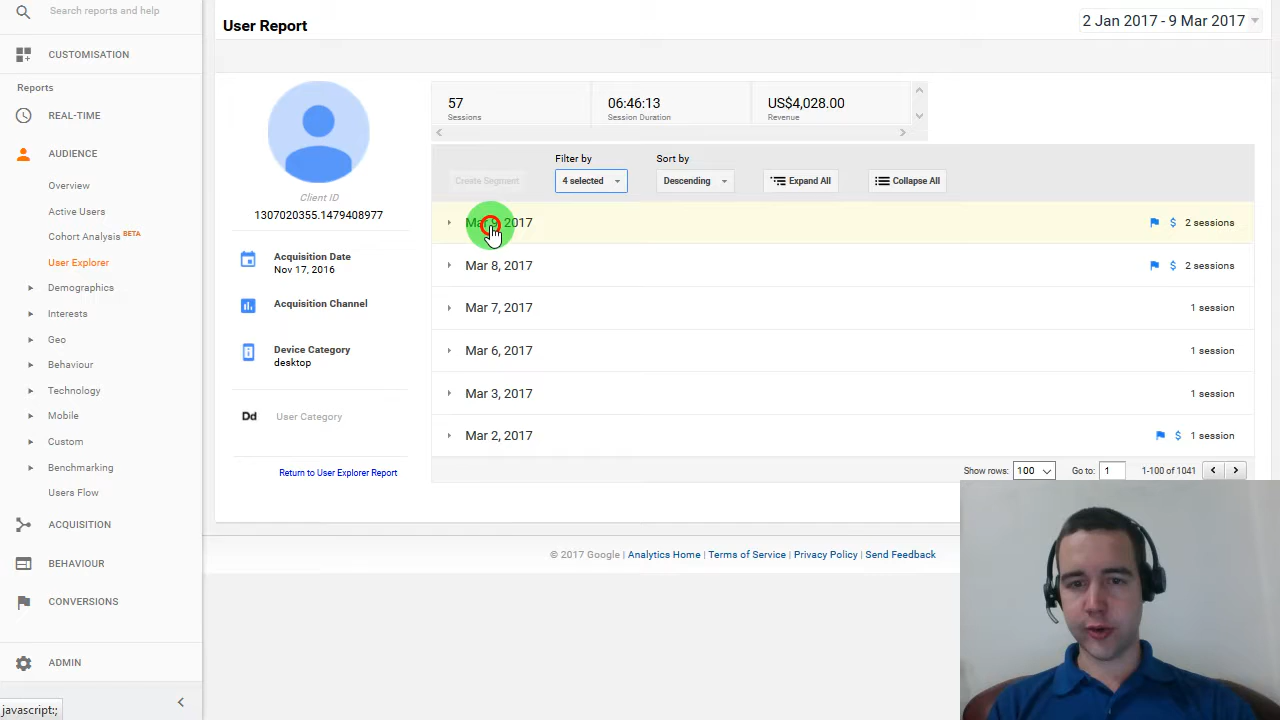 Search reports and help
CUSTOMISATION
Reports
REAL-TIME
AUDIENCE
Overview
Active Users
Cohort Analysis BETA
User Explorer
Demographics
Interests
Geo
Behaviour
Technology
Mobile
Custom
Benchmarking
Users Flow
ACQUISITION
BEHAVIOUR
CONVERSIONS
ADMIN
javascript:;
User Report
2 Jan 2017 - 9 Mar 2017
Client ID
1307020355.1479408977
Acquisition Date
Nov 17, 2016
Acquisition Channel
Device Category
desktop
Dd User Category
Return to User Explorer Report
57 06:46:13 US$4,028.00
Sessions Session Duration Revenue
Filter by Sort by
Create Segment 4 selected Descending Expand All Collapse All
Mar 9, 2017 $ 2 sessions
Mar 8, 2017 $ 2 sessions
Mar 7, 2017 1 session
Mar 6, 2017 1 session
Mar 3, 2017 1 session
Mar 2, 2017 $ 1 session
Show rows: 100 Go to: 1 1-100 of 1041
© 2017 Google | Analytics Home | Terms of Service | Privacy Policy | Send Feedback